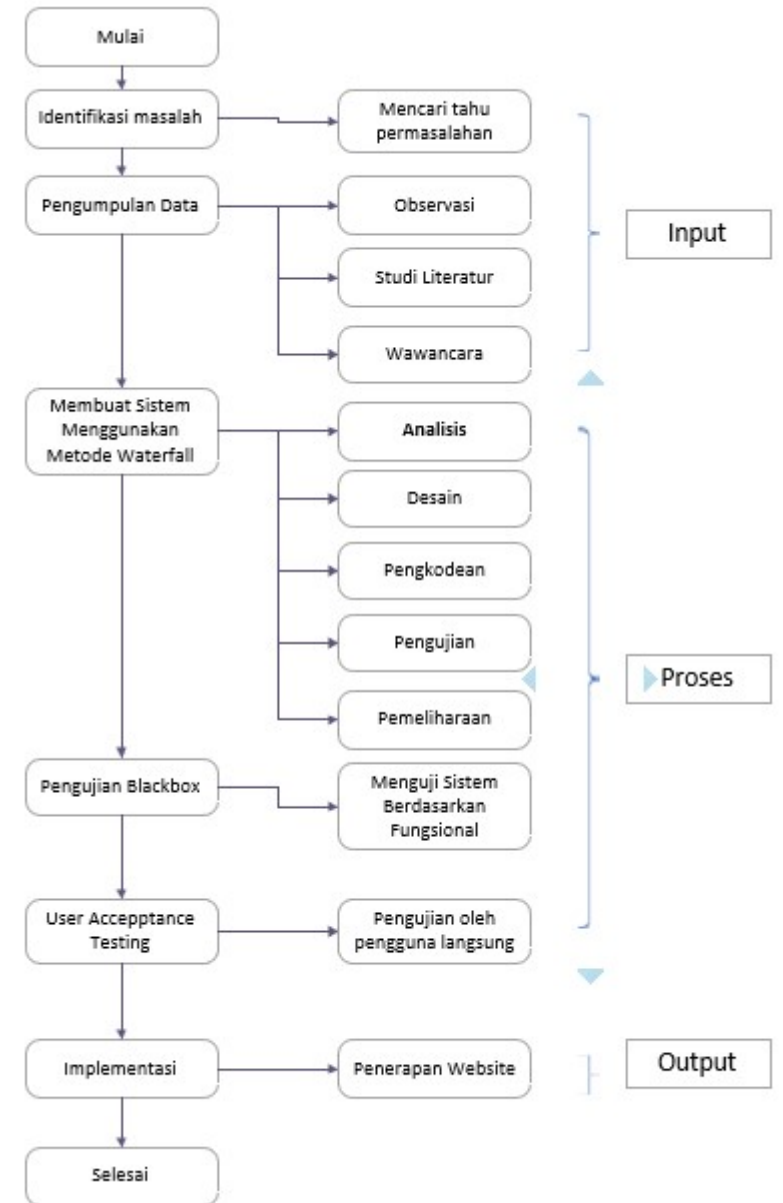 Mulai
Identifikasi masalah
Mencari tahu
permasalahan
Pengumpulan Data
Observasi
Input
Studi Literatur
Wawancara
Membuat Sistem
Menggunakan
Metode Waterfall
Analisis
Desain
Pengkodean
Pengujian
Proses
Pemeliharaan
Pengujian Blackbox
Menguji Sistem
Berdasarkan
Fungsional
User Accepptance
Testing
Pengujian oleh
pengguna langsung
Implementasi
Penerapan Website
Output
Selesai